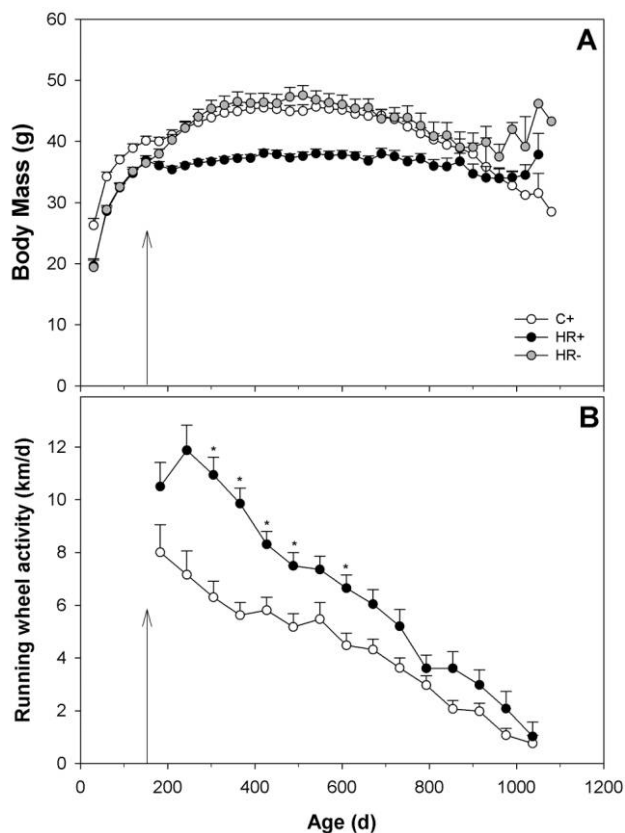 60
A
50
40
30
20
10
0
Body Mass (g)
C+
HR+
HR-
B
12
10
8
6
4
2
0
Running wheel activity (km/d)
*
*
*
*
*
0 200 400 600 800 1000 1200
Age (d)